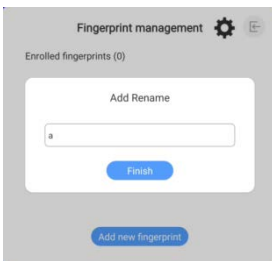 Fingerprint management
Enrolled fingerprints (0)
Add Rename
a
Finish
Add new fingerprint